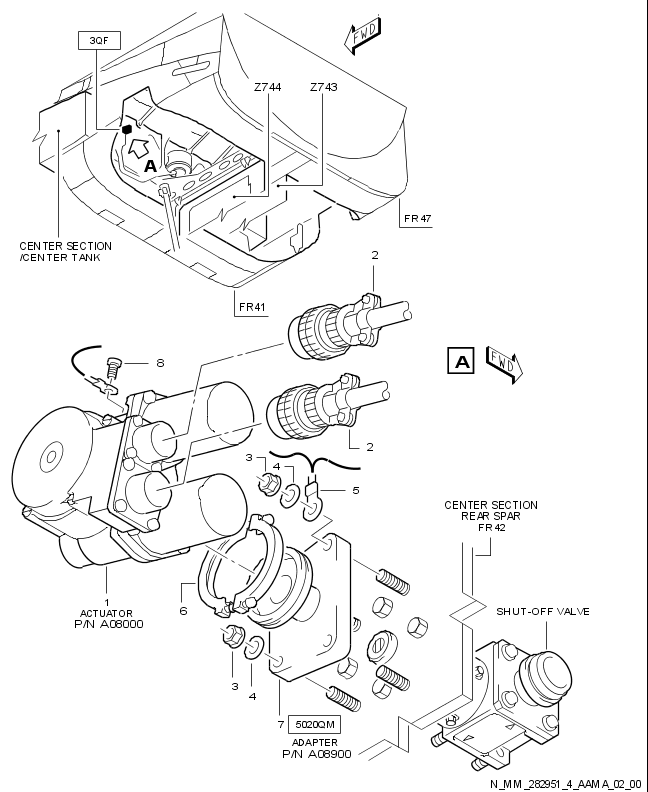 FWD
3QF
Z744
Z743
A
FR47
CENTER SECTION
/CENTER TANK
FR41
2
A
FWD
8
2
3
4
5
CENTER SECTION
REAR SPAR
FR42
1
ACTUATOR
P/N A08000
6
SHUT-OFF VALVE
3
4
7
5020QM
ADAPTER
P/N A08900
N_MM_282951_4_AAMA_02_00